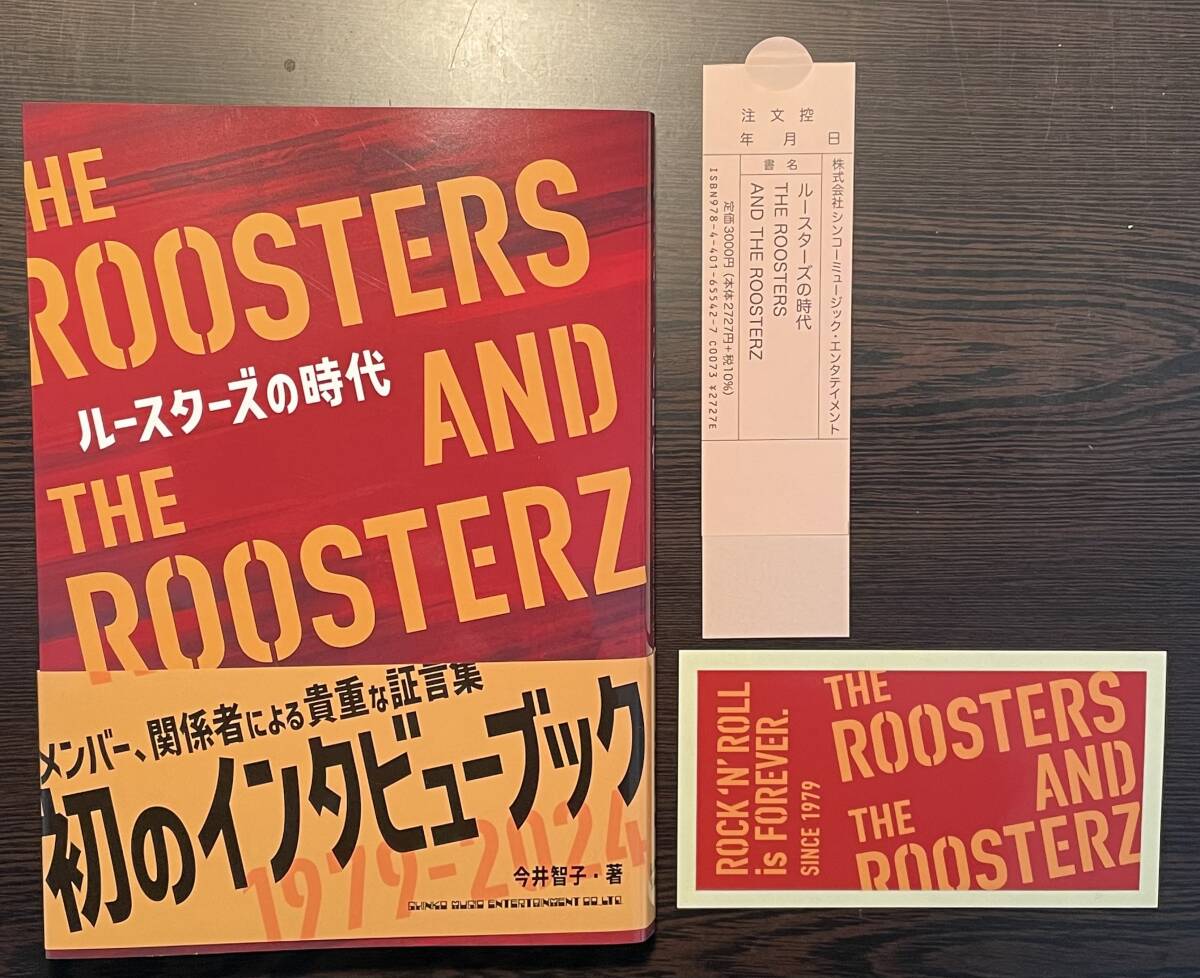 THE
ROOSTERS
ルースターズの時代
AND
THE
ROOSTERZ
メンバー、関係者による貴重な証言集
初のインタビューブック
1979-2024
今井智子・著
SHINKO MUSIC ENTERTAINMENT CO.,LTD.
注文控
年 月 日
株式会社 シンコーミュージック・エンタテイメント
書名
ルースターズの時代
THE ROOSTERS
AND THE ROOSTERZ
定価3000円(本体2727円+税10%)
ISBN978-4-401-65542-7 C0073 ¥2727E
ROCK 'N' ROLL
is FOREVER.
SINCE 1979
THE
ROOSTERS
AND
THE
ROOSTERZ